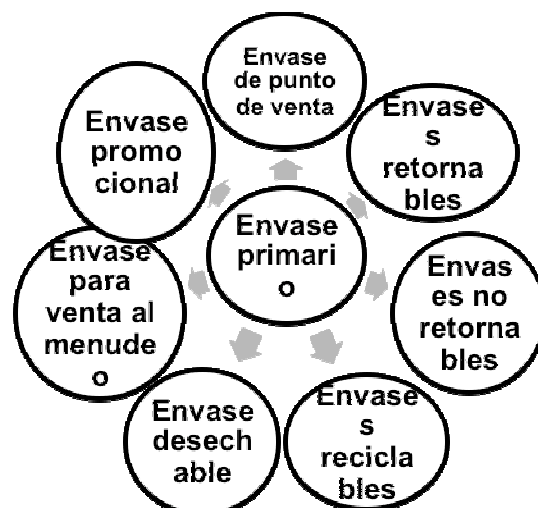 Envase
de punto
de venta
Envase
s
retorna
bles
Envas
es no
retorna
bles
Envase
s
recicla
bles
Envase
desech
able
Envase
para
venta al
menude
o
Envase
promo
cional
Envase
primari
o